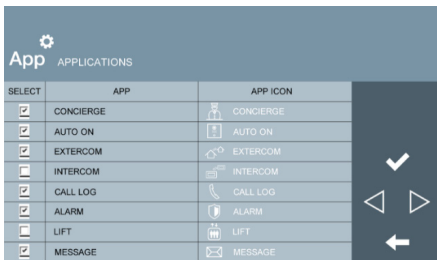 App APPLICATIONS
SELECT APP APP ICON
CONCIERGE CONCIERGE
AUTO ON AUTO ON
EXTERCOM EXTERCOM
INTERCOM INTERCOM
CALL LOG CALL LOG
ALARM ALARM
LIFT LIFT
MESSAGE MESSAGE